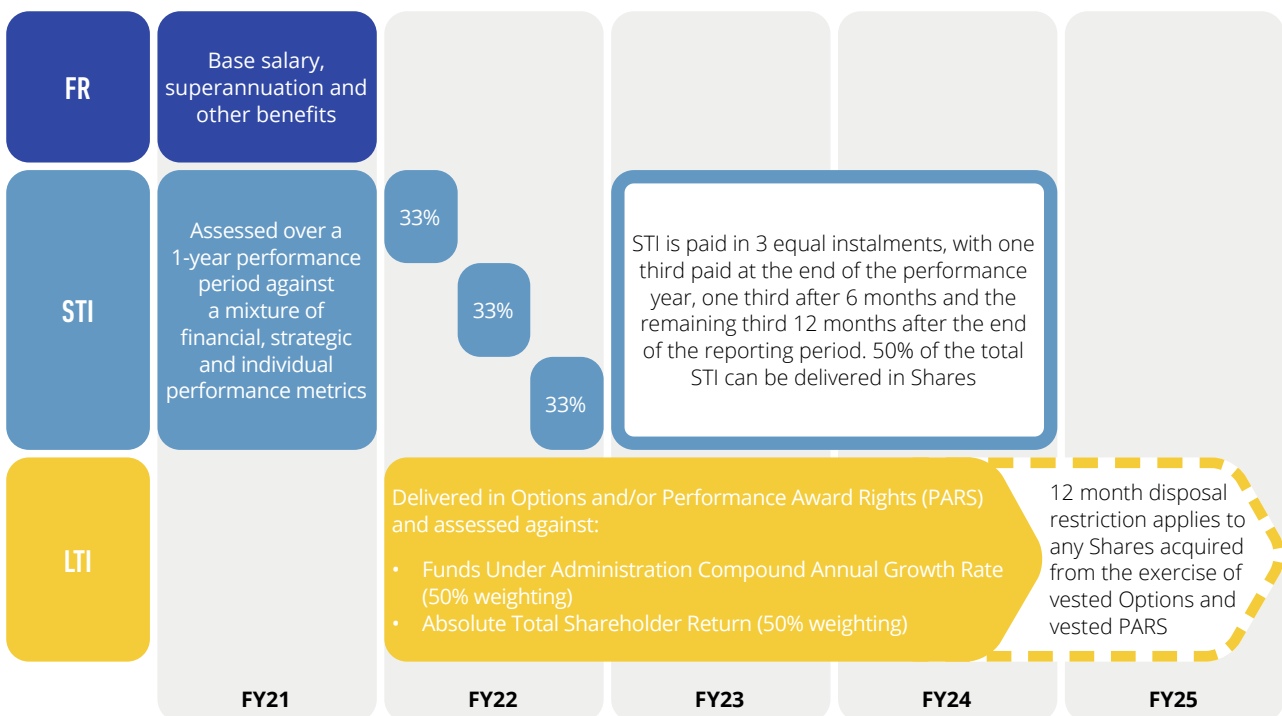 FR
Base salary,
superannuation and
other benefits
STI
Assessed over a
1-year performance
period against
a mixture of
financial, strategic
and individual
performance metrics
33%
33%
33%
STI is paid in 3 equal instalments, with one
third paid at the end of the performance
year, one third after 6 months and the
remaining third 12 months after the end
of the reporting period. 50% of the total
STI can be delivered in Shares
LTI
Delivered in Options and/or Performance Award Rights (PARS)
and assessed against:
• Funds Under Administration Compound Annual Growth Rate
(50% weighting)
• Absolute Total Shareholder Return (50% weighting)
12 month disposal
restriction applies to
any Shares acquired
from the exercise of
vested Options and
vested PARS
FY21
FY22
FY23
FY24
FY25